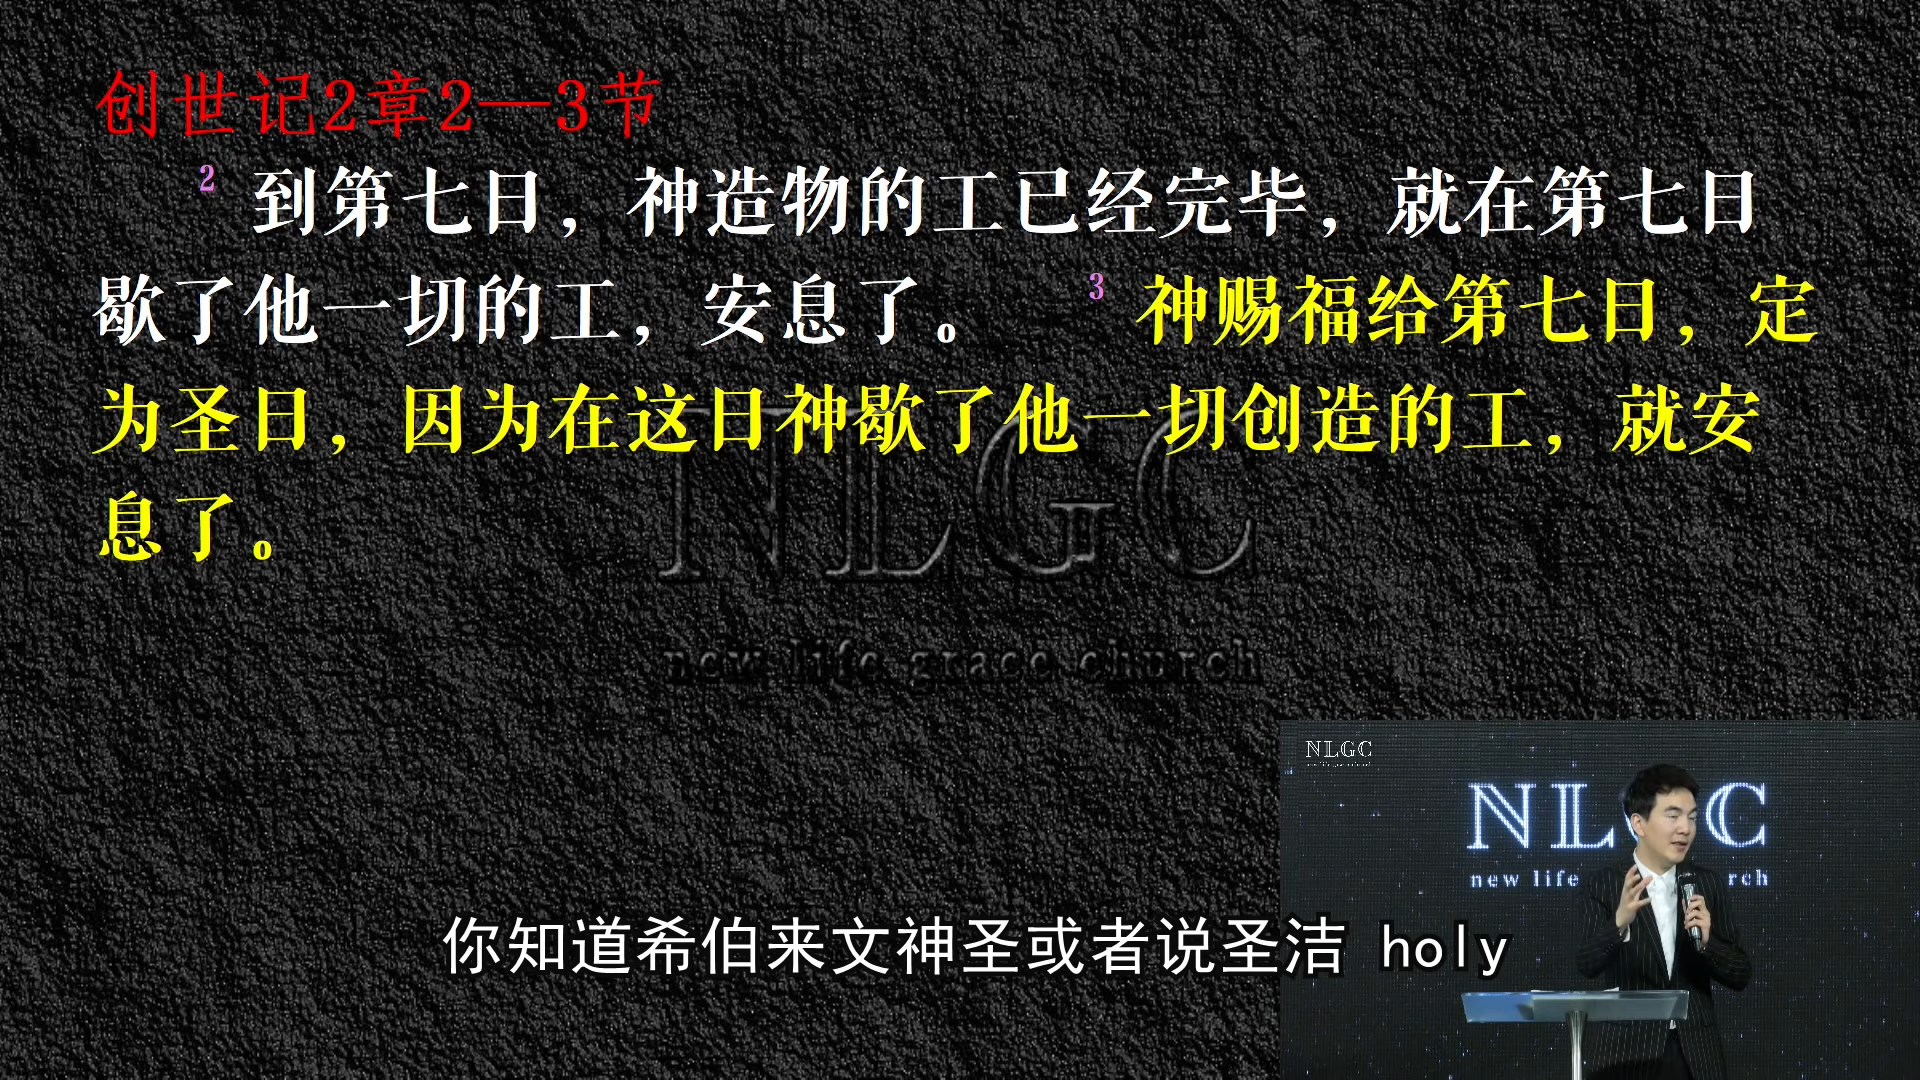 创世记2章2—3节
2 到第七日，神造物的工已经完毕，就在第七日
歇了他一切的工，安息了。 3 神赐福给第七日，定
为圣日，因为在这日神歇了他一切创造的工，就安
息了。
NLGC
new life grace church
NLGC
NL C
new life rch
你知道希伯来文神圣或者说圣洁 holy